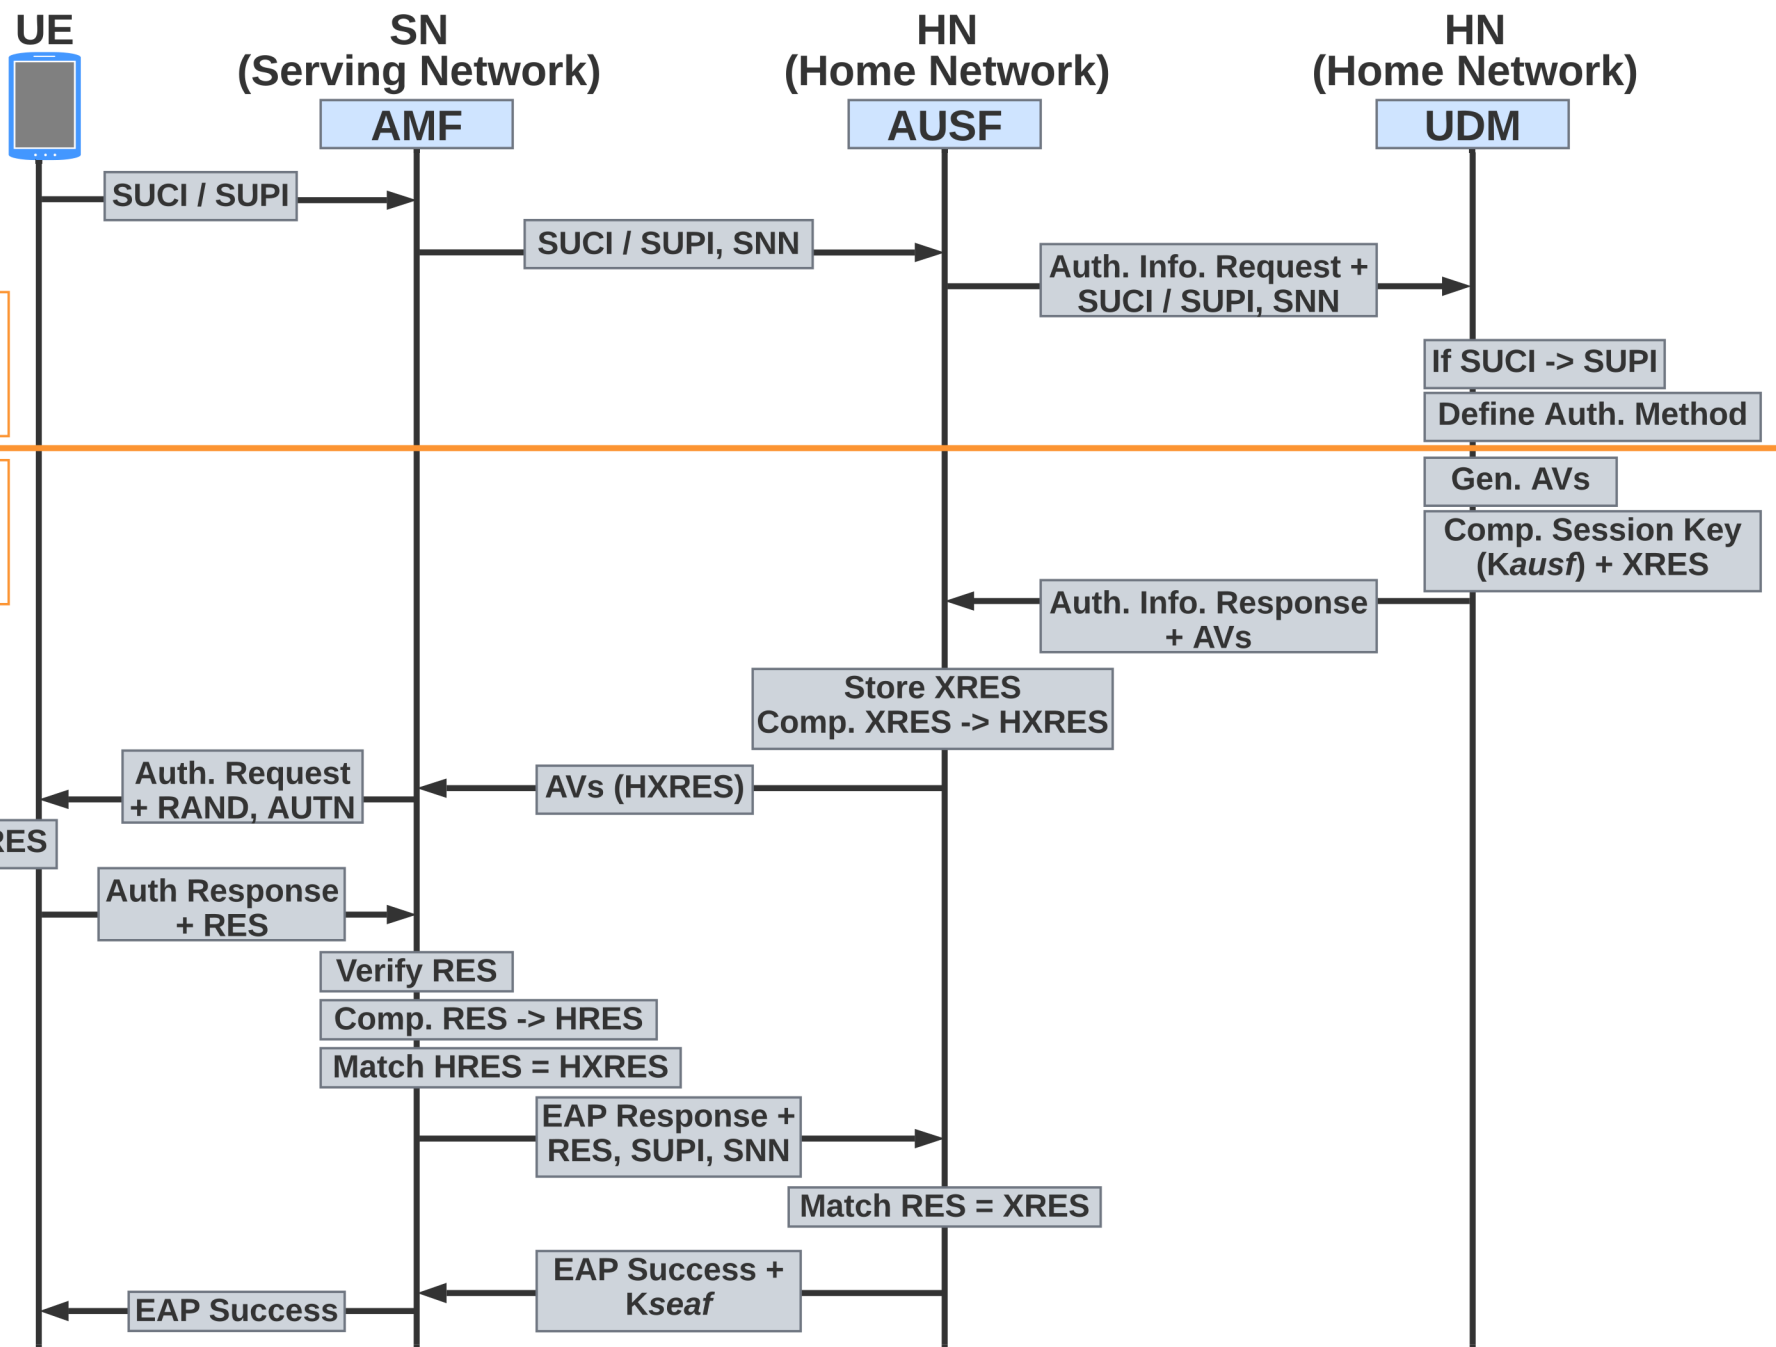 UE
SN
(Serving Network)
HN
(Home Network)
HN
(Home Network)
AMF
AUSF
UDM
SUCI / SUPI
SUCI / SUPI, SNN
Auth. Info. Request +
SUCI / SUPI, SNN
If SUCI -> SUPI
Define Auth. Method
Gen. AVs
Comp. Session Key
(Kausf) + XRES
Auth. Info. Response
+ AVs
Store XRES
Comp. XRES -> HXRES
AVs (HXRES)
Auth. Request
+ RAND, AUTN
Auth Response
+ RES
Verify RES
Comp. RES -> HRES
Match HRES = HXRES
EAP Response +
RES, SUPI, SNN
Match RES = XRES
EAP Success +
Kseaf
EAP Success